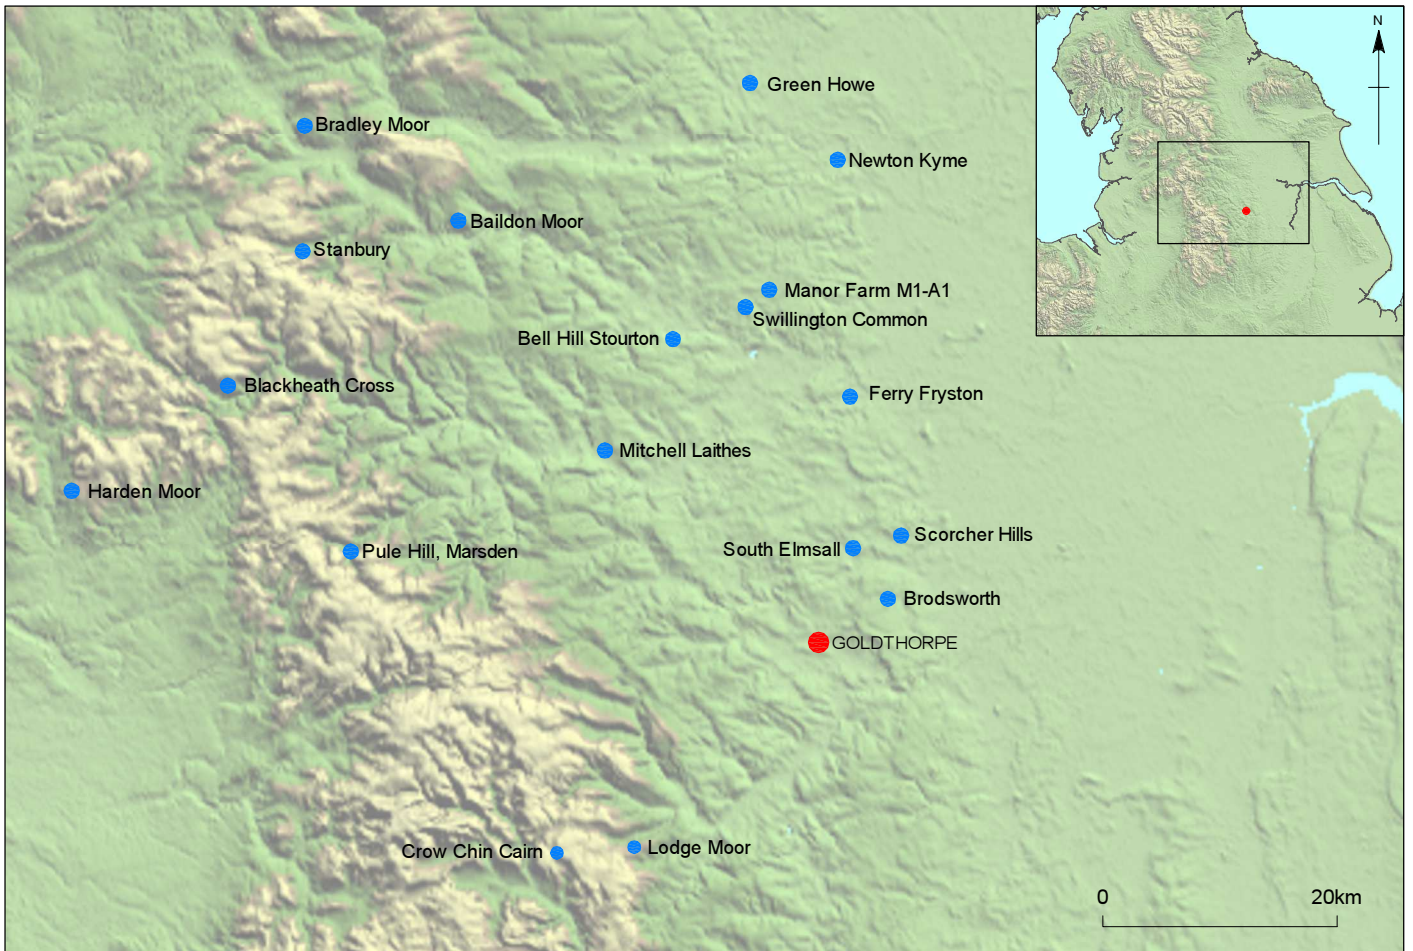 N
Green Howe
Bradley Moor
Newton Kyme
Baildon Moor
Stanbury
Manor Farm M1-A1
Swillington Common
Bell Hill Stourton
Blackheath Cross
Ferry Fryston
Mitchell Laithes
Harden Moor
Scorcher Hills
South Elmsall
Pule Hill, Marsden
Brodsworth
GOLDTHORPE
Lodge Moor
Crow Chin Cairn
0 20km